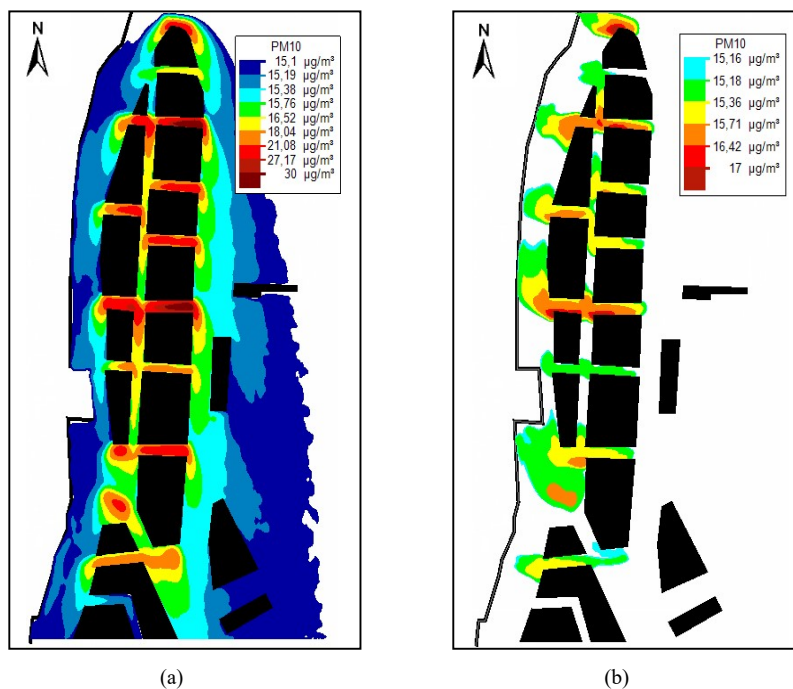 N
PM10
15,1 µg/m³
15,19 µg/m³
15,38 µg/m³
15,76 µg/m³
16,52 µg/m³
18,04 µg/m³
21,08 µg/m³
27,17 µg/m³
30 µg/m³
(a)
N
PM10
15,16 µg/m³
15,18 µg/m³
15,36 µg/m³
15,71 µg/m³
16,42 µg/m³
17 µg/m³
(b)